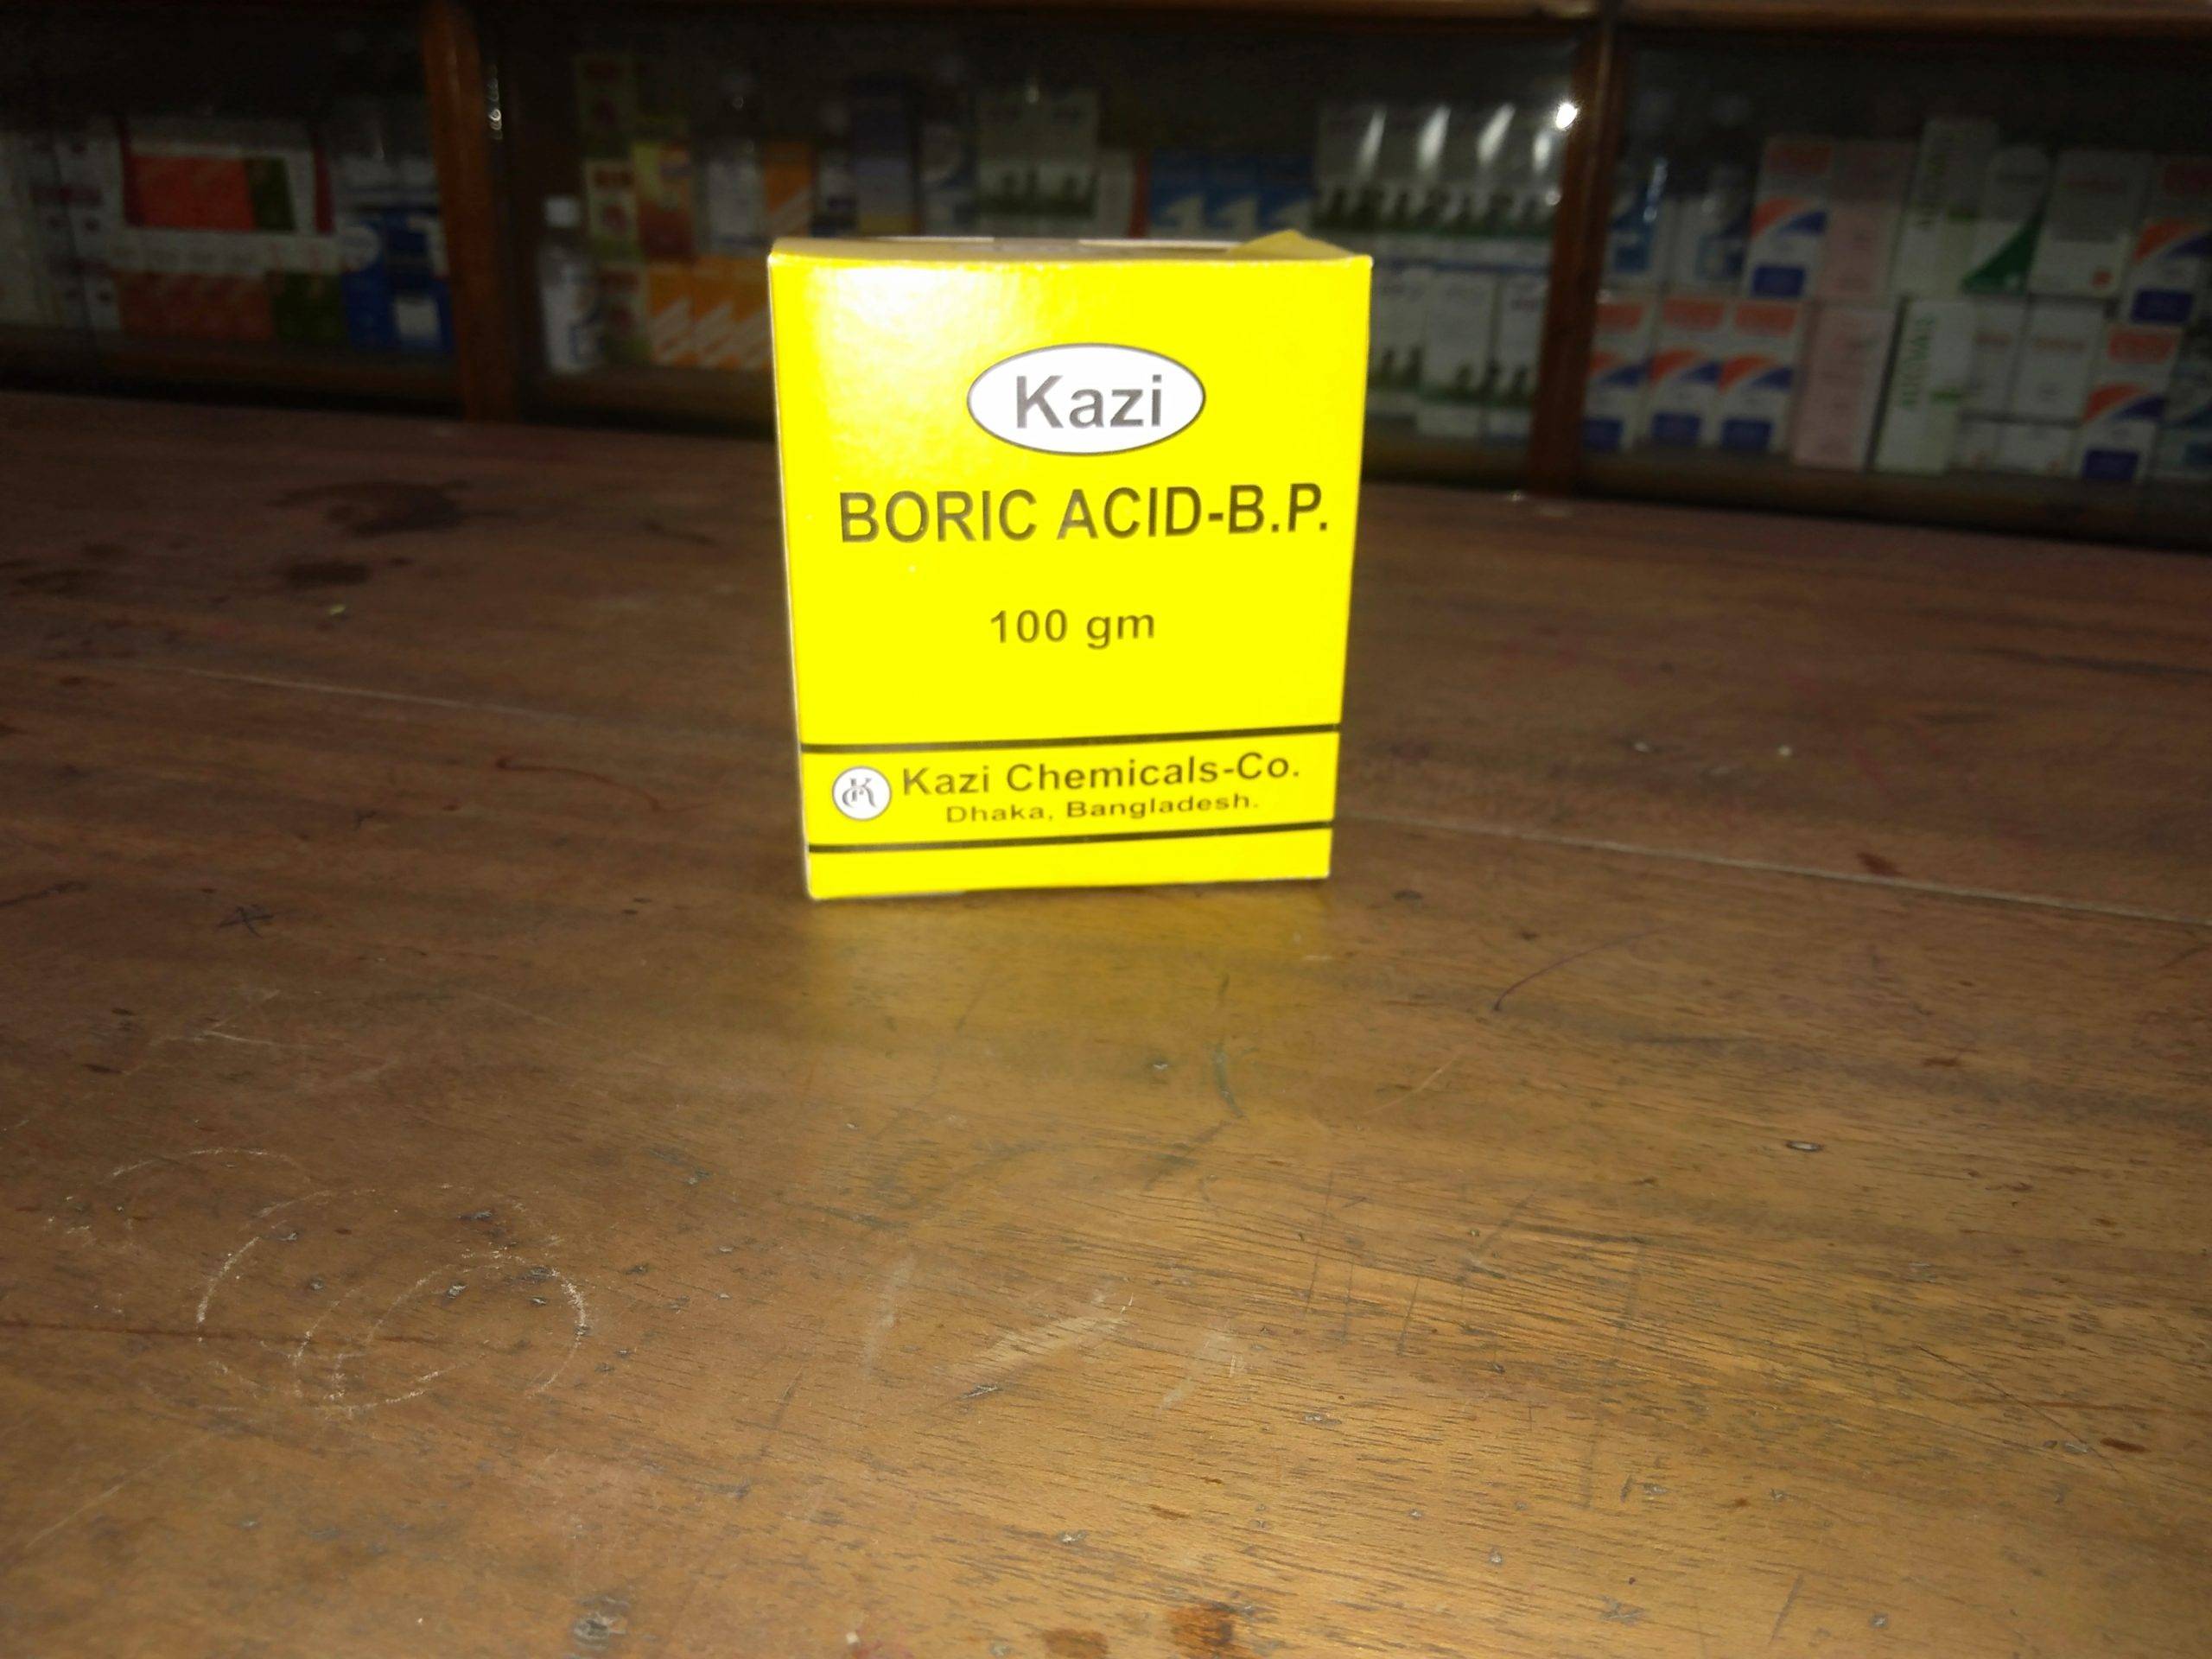 Kazi
BORIC ACID-B.P.
100 gm
Kazi Chemicals-Co.
Dhaka, Bangladesh.